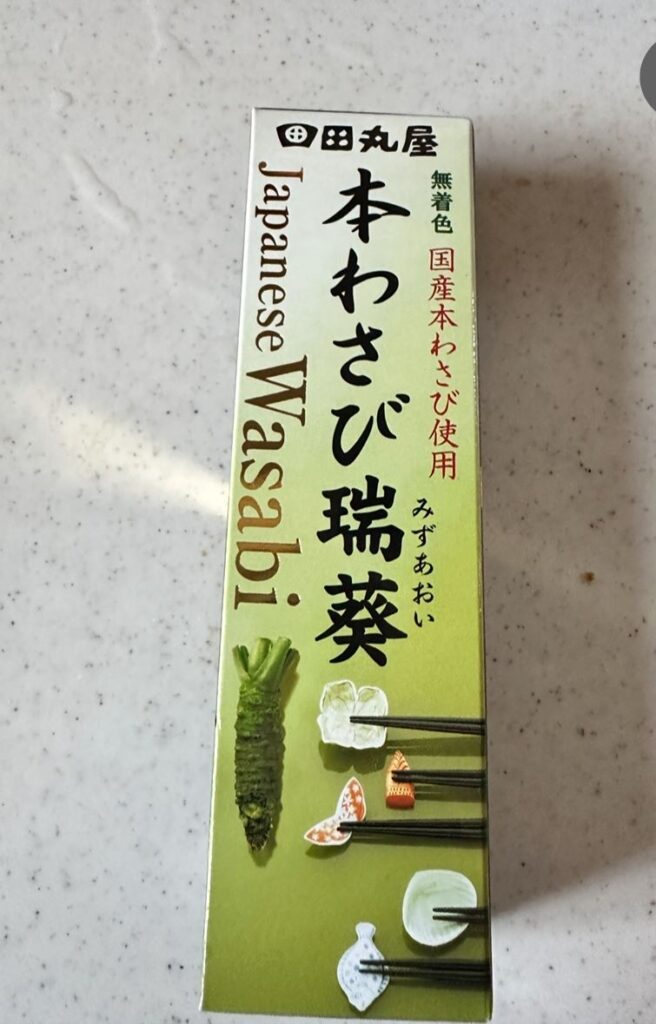 田丸屋
無着色
国産本わさび使用
本わさび瑞葵
みずあおい
Japanese Wasabi